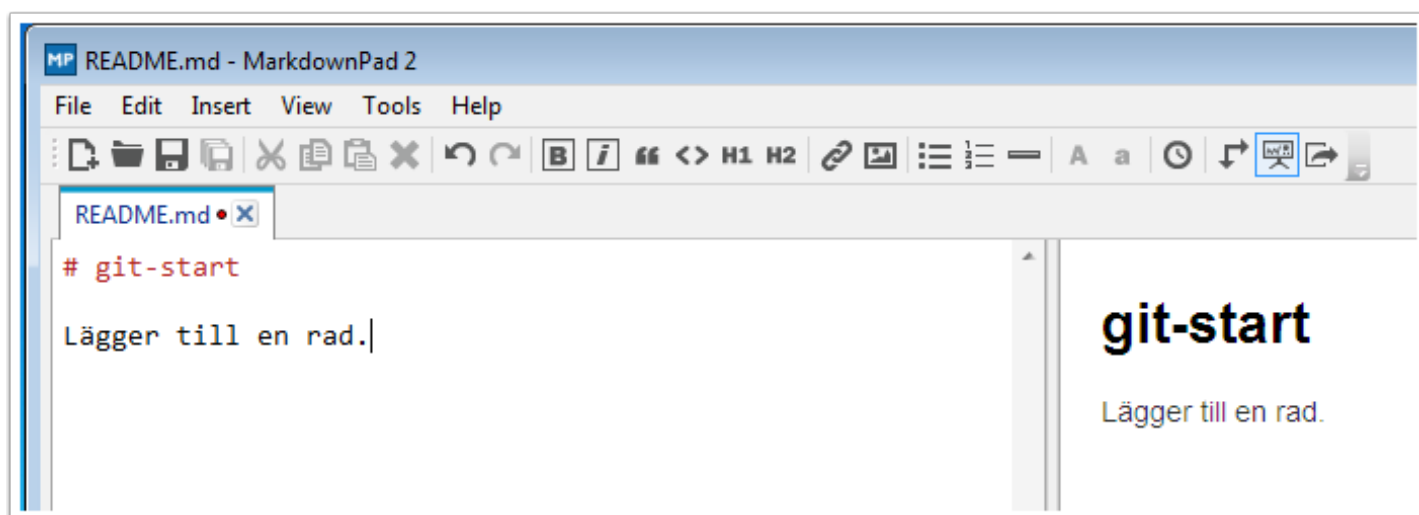 MP README.md - MarkdownPad 2
File Edit Insert View Tools Help
B i “ <> H1 H2 A a
README.md
# git-start
Lägger till en rad.
git-start
Lägger till en rad.